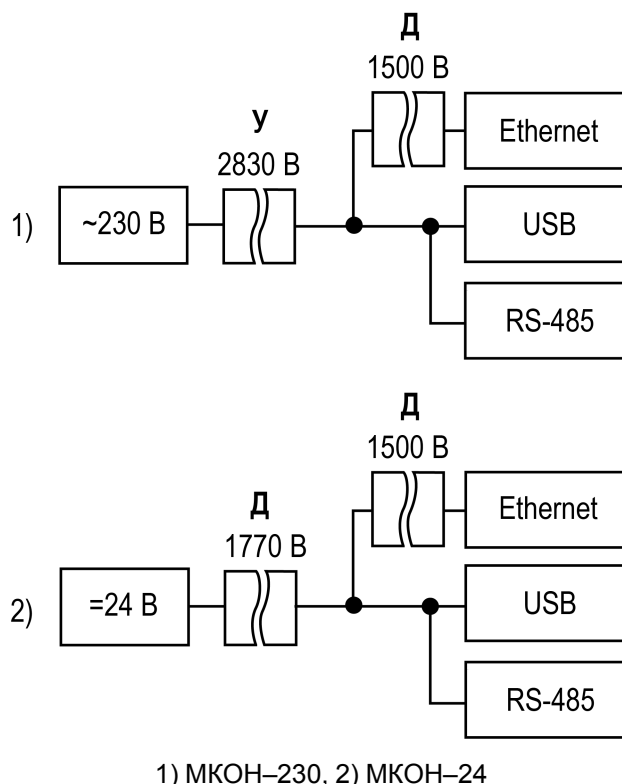 Д
1500 В
Ethernet
У
2830 В
1)
~230 В
USB
RS-485
Д
1500 В
Ethernet
Д
1770 В
2)
=24 В
USB
RS-485
1) МКОН–230, 2) МКОН–24